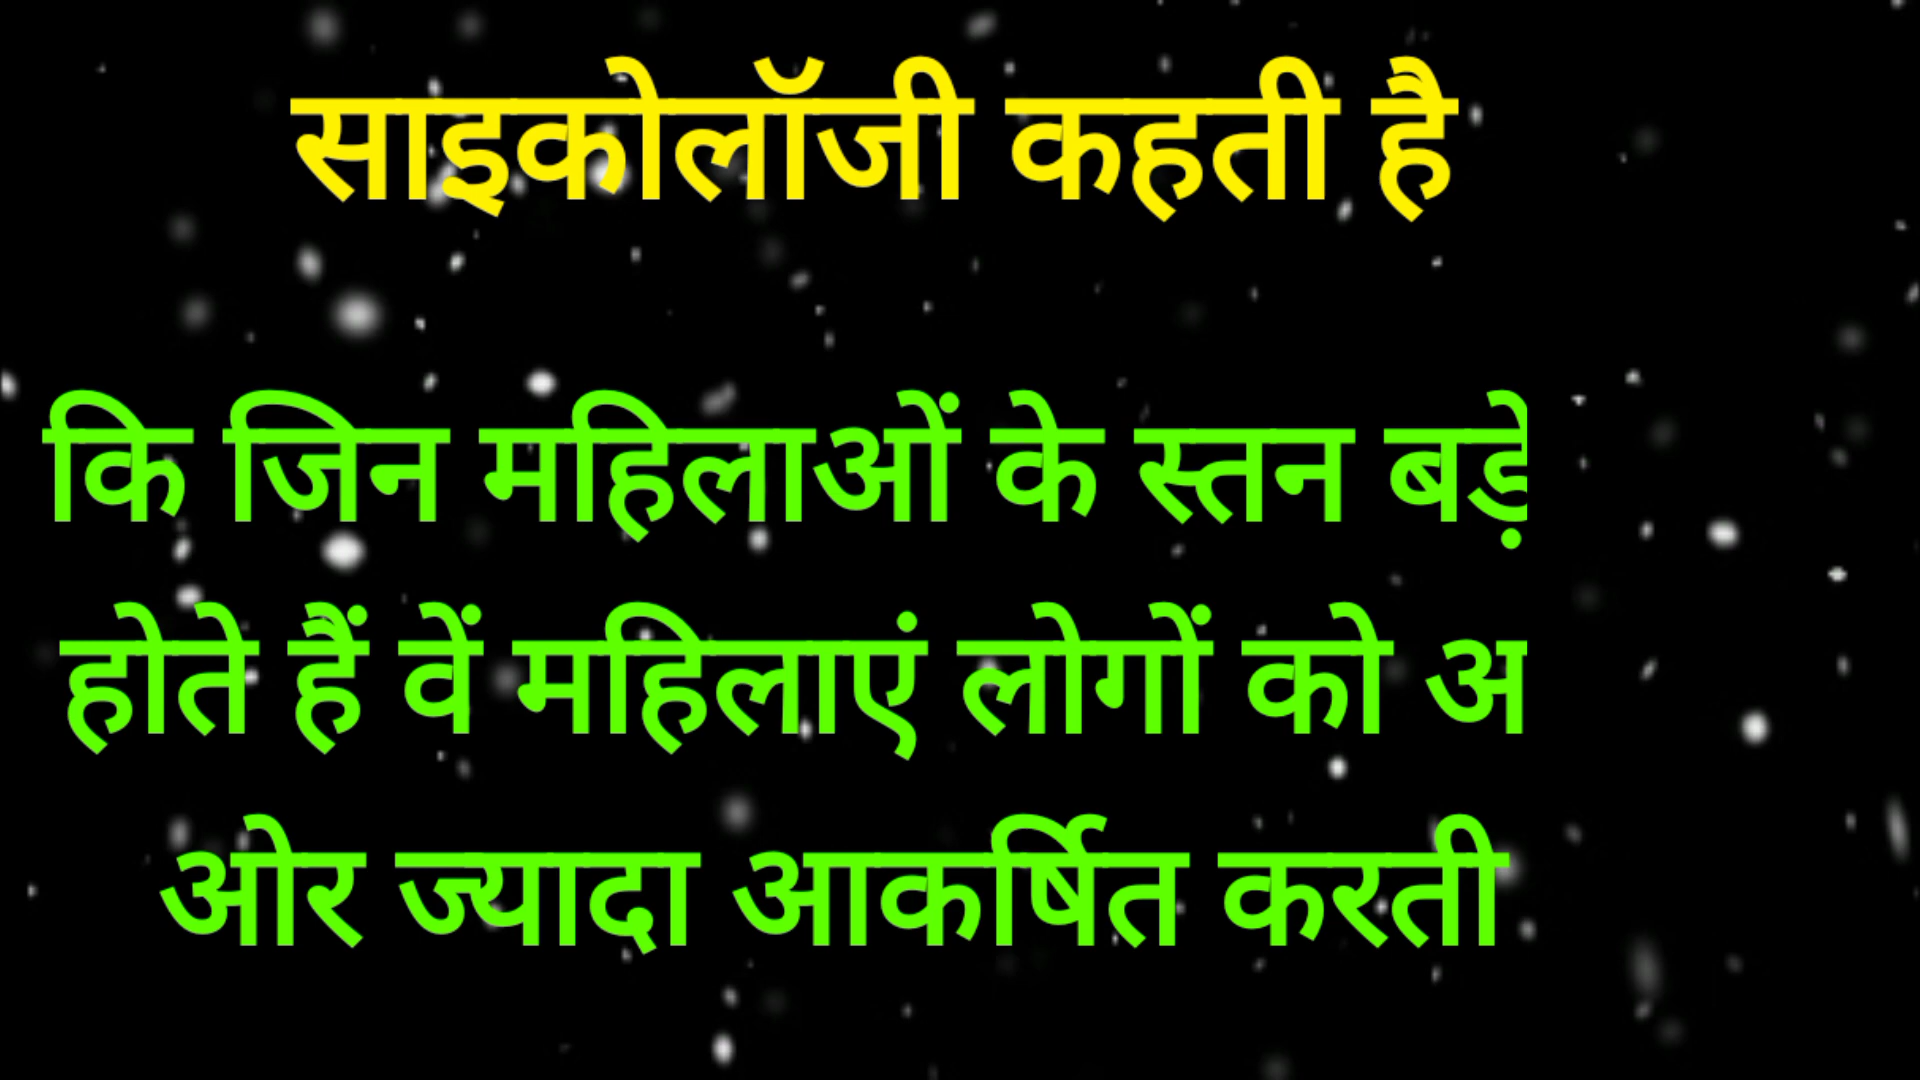 साइकोलॉजी कहती है
कि जिन महिलाओं के स्तन बड़े
होते हैं वें महिलाएं लोगों को अ
ओर ज्यादा आकर्षित करती